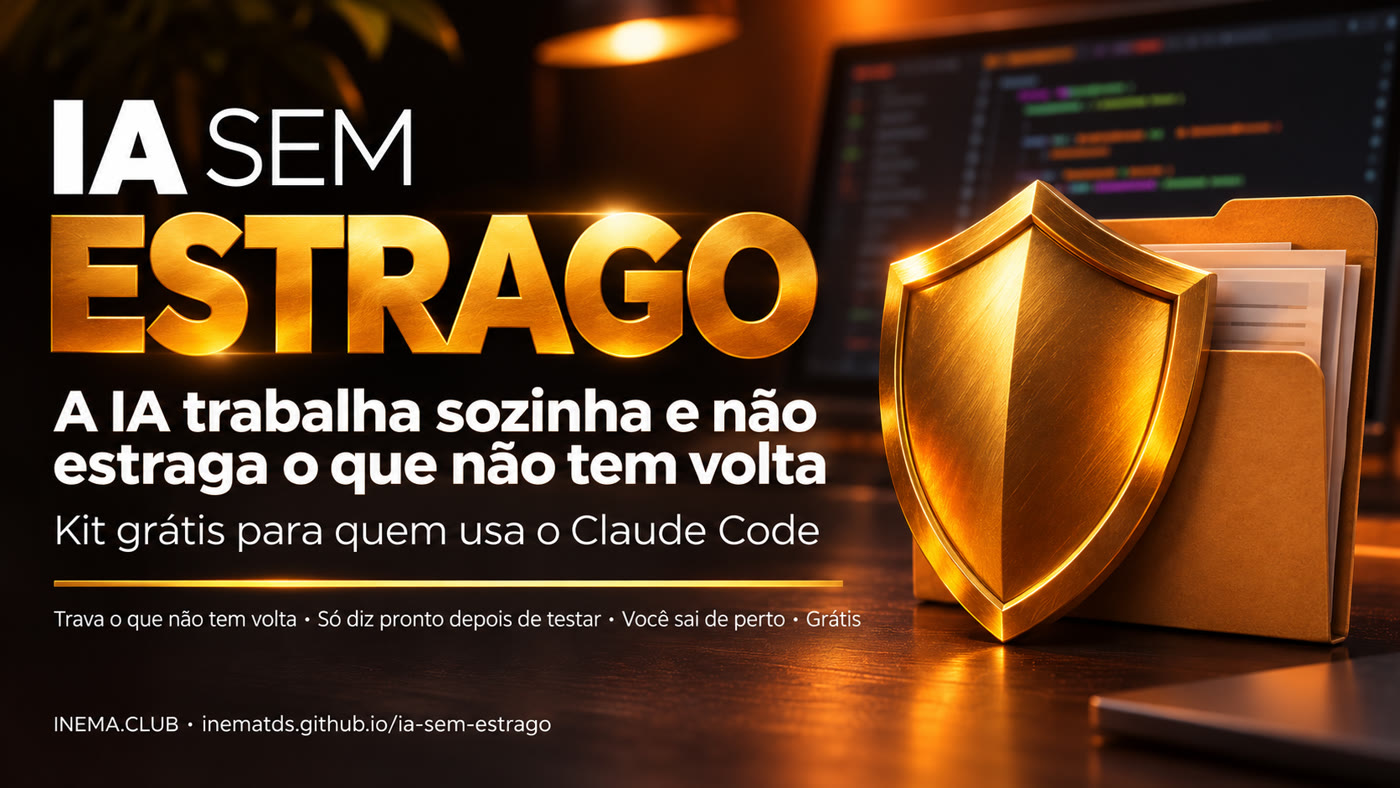 IA SEM
ESTRAGO
A IA trabalha sozinha e não
estraga o que não tem volta
Kit grátis para quem usa o Claude Code
Trava o que não tem volta • Só diz pronto depois de testar • Você sai de perto • Grátis
INEMA.CLUB • inematds.github.io/ia-sem-estrago